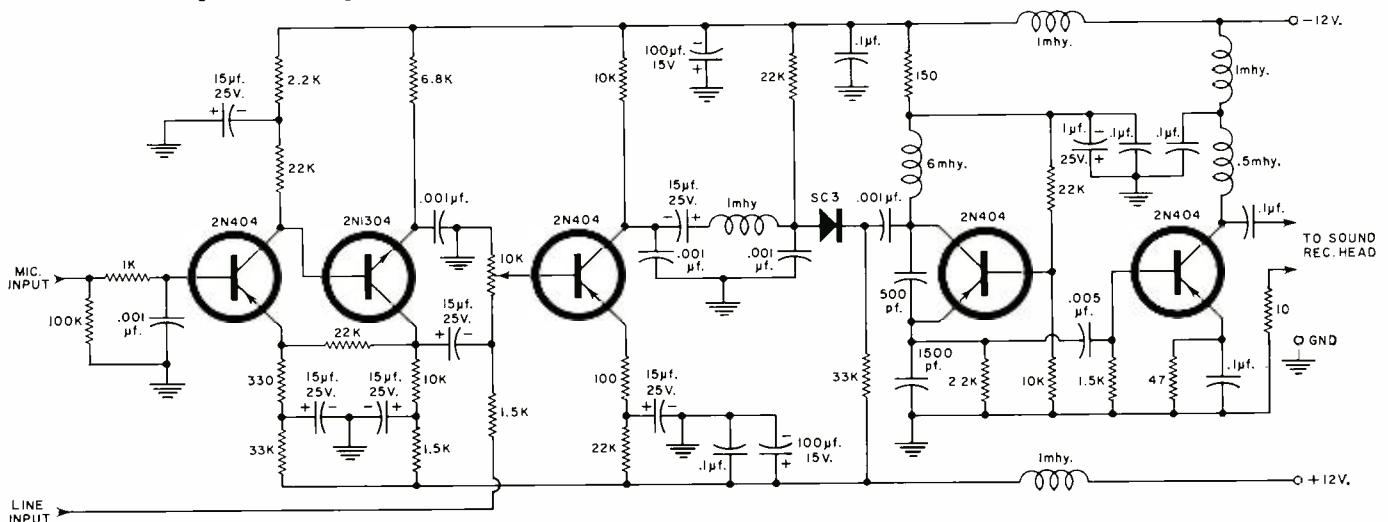 -12V.
1mhy.
15µf.
25V.
2.2K
6.8K
10K
100µf.
15V
.1µf.
22K
150
1mhy.
22K
6mhy.
.1µf.
25V.
.1µf.
.1µf.
22K
.5mhy.
2N404
2N1304
.001µf.
2N404
15µf.
25V.
1mhy
SC3
.001µf.
2N404
2N404
.1µf.
MIC.
INPUT
1K
100K
.001
µf.
10K
.001
µf.
.001
µf.
500
pf.
.005
µf.
TO SOUND
REC. HEAD
10
GND
22K
15µf.
25V.
330
15µf.
25V.
15µf.
25V.
10K
1.5K
100
15µf.
25V.
33K
1500
pf.
2.2K
10K
1.5K
47
.1µf.
33K
1.5K
22K
.1µf.
100µf.
15V.
1mhy.
+12V.
LINE
INPUT